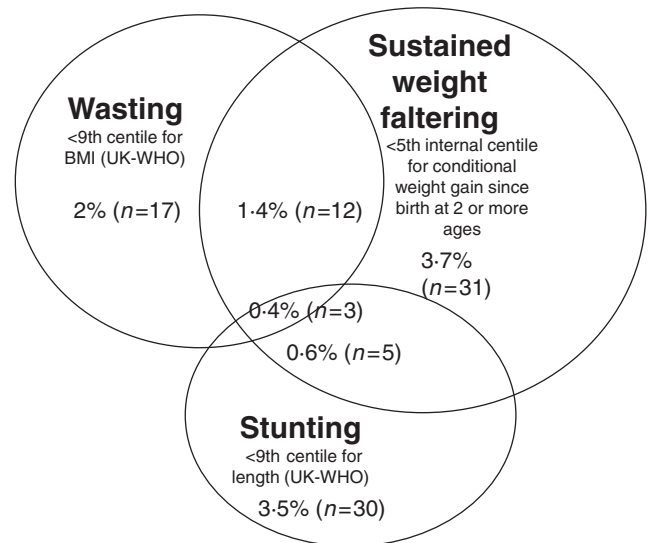 Wasting
<9th centile for
BMI (UK-WHO)
2% (n=17)
Sustained
weight
faltering
<5th internal centile
for conditional
weight gain since
birth at 2 or more
ages
1·4% (n=12)
3·7%
(n=31)
0·4% (n=3)
0·6% (n=5)
Stunting
<9th centile for
length (UK-WHO)
3·5% (n=30)